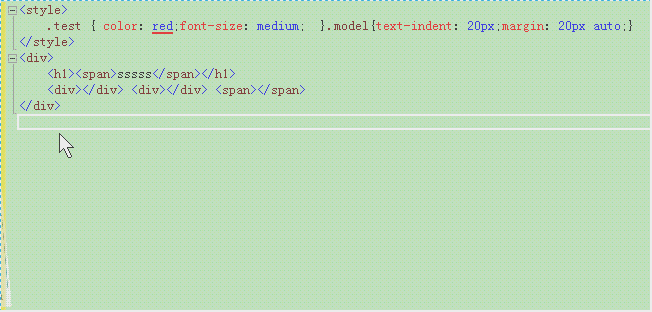 <style>
.test { color: red;font-size: medium;  }.model{text-indent: 20px;margin: 20px auto;}
</style>
<div>
<h1><span>sssss</span></h1>
<div></div> <div></div> <span></span>
</div>